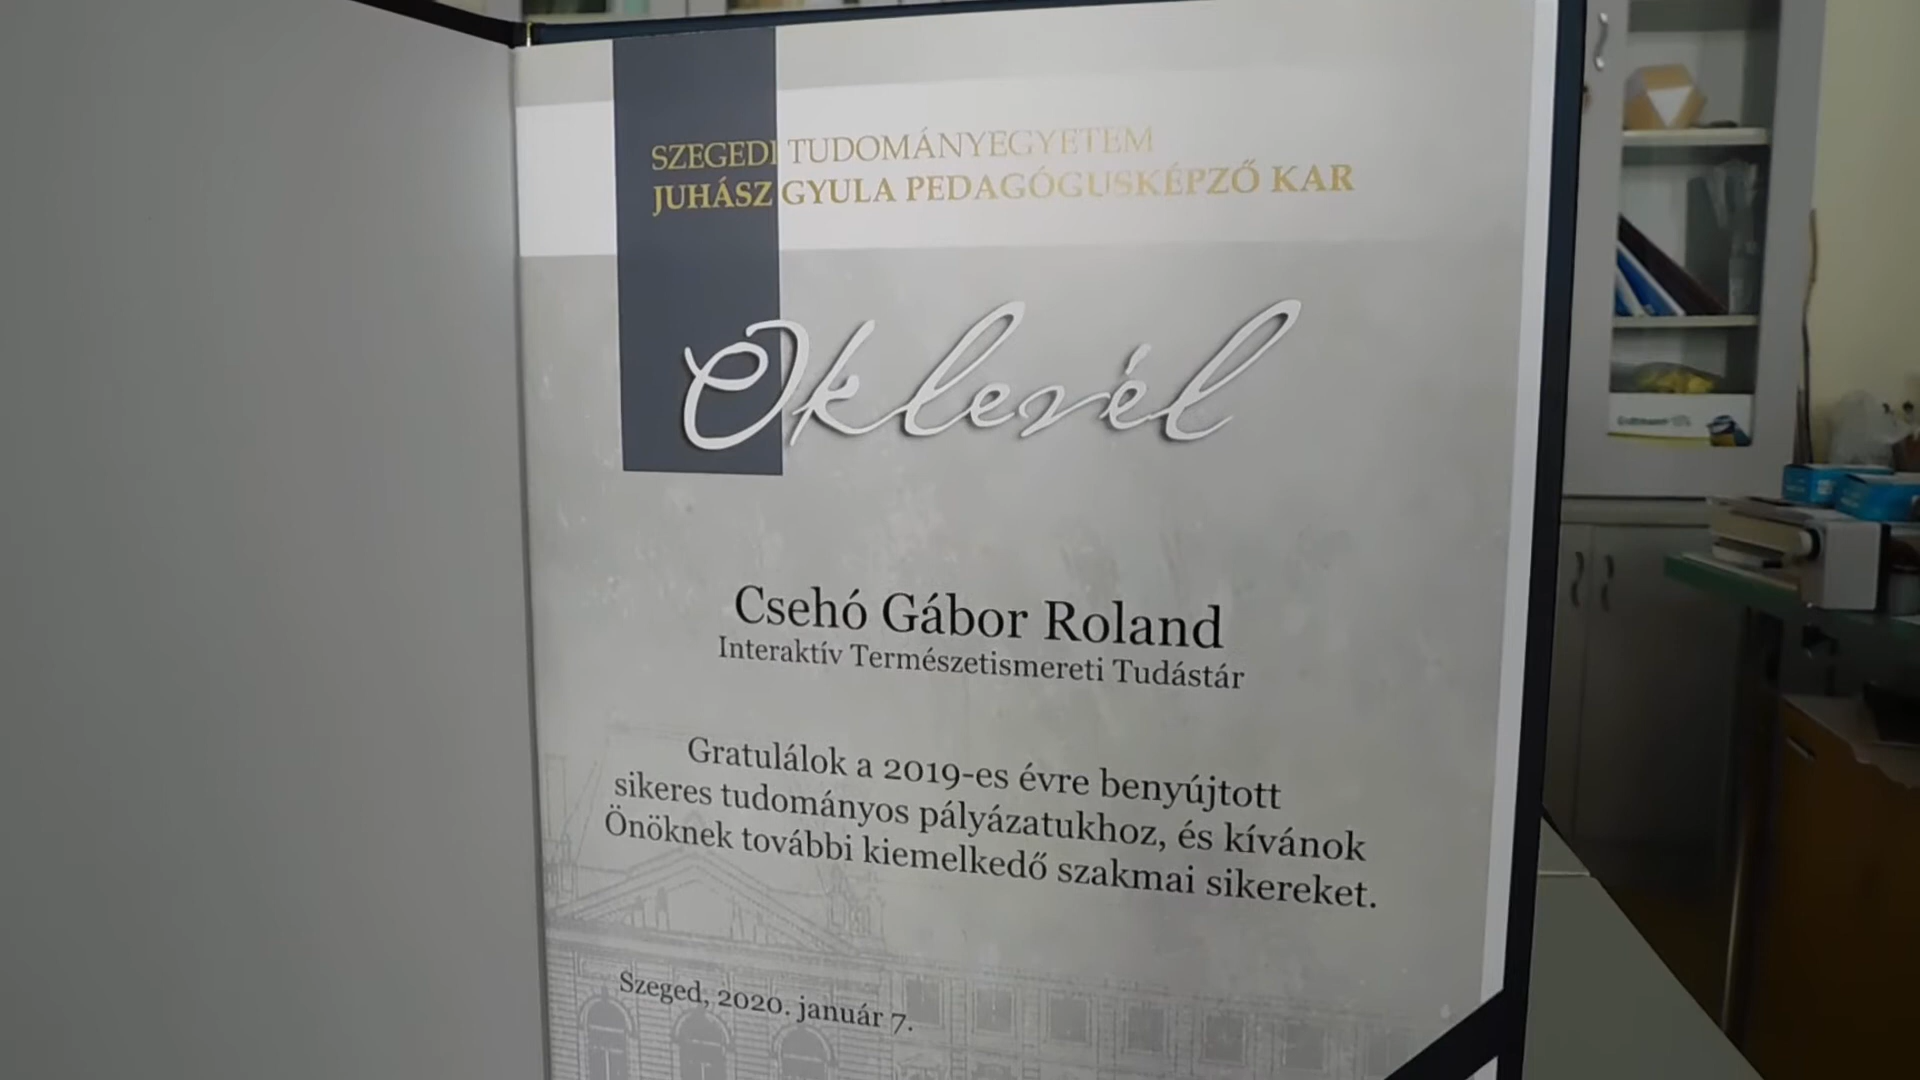 SZEGEDI TUDOMÁNYEGYETEM
JUHÁSZ GYULA PEDAGÓGUSKÉPZŐ KAR
Oklevél
Csehó Gábor Roland
Interaktív Természetismereti Tudástár
Gratulálok a 2019-es évre benyújtott
sikeres tudományos pályázatukhoz, és kívánok
Önöknek további kiemelkedő szakmai sikereket.
Szeged, 2020. január 7.